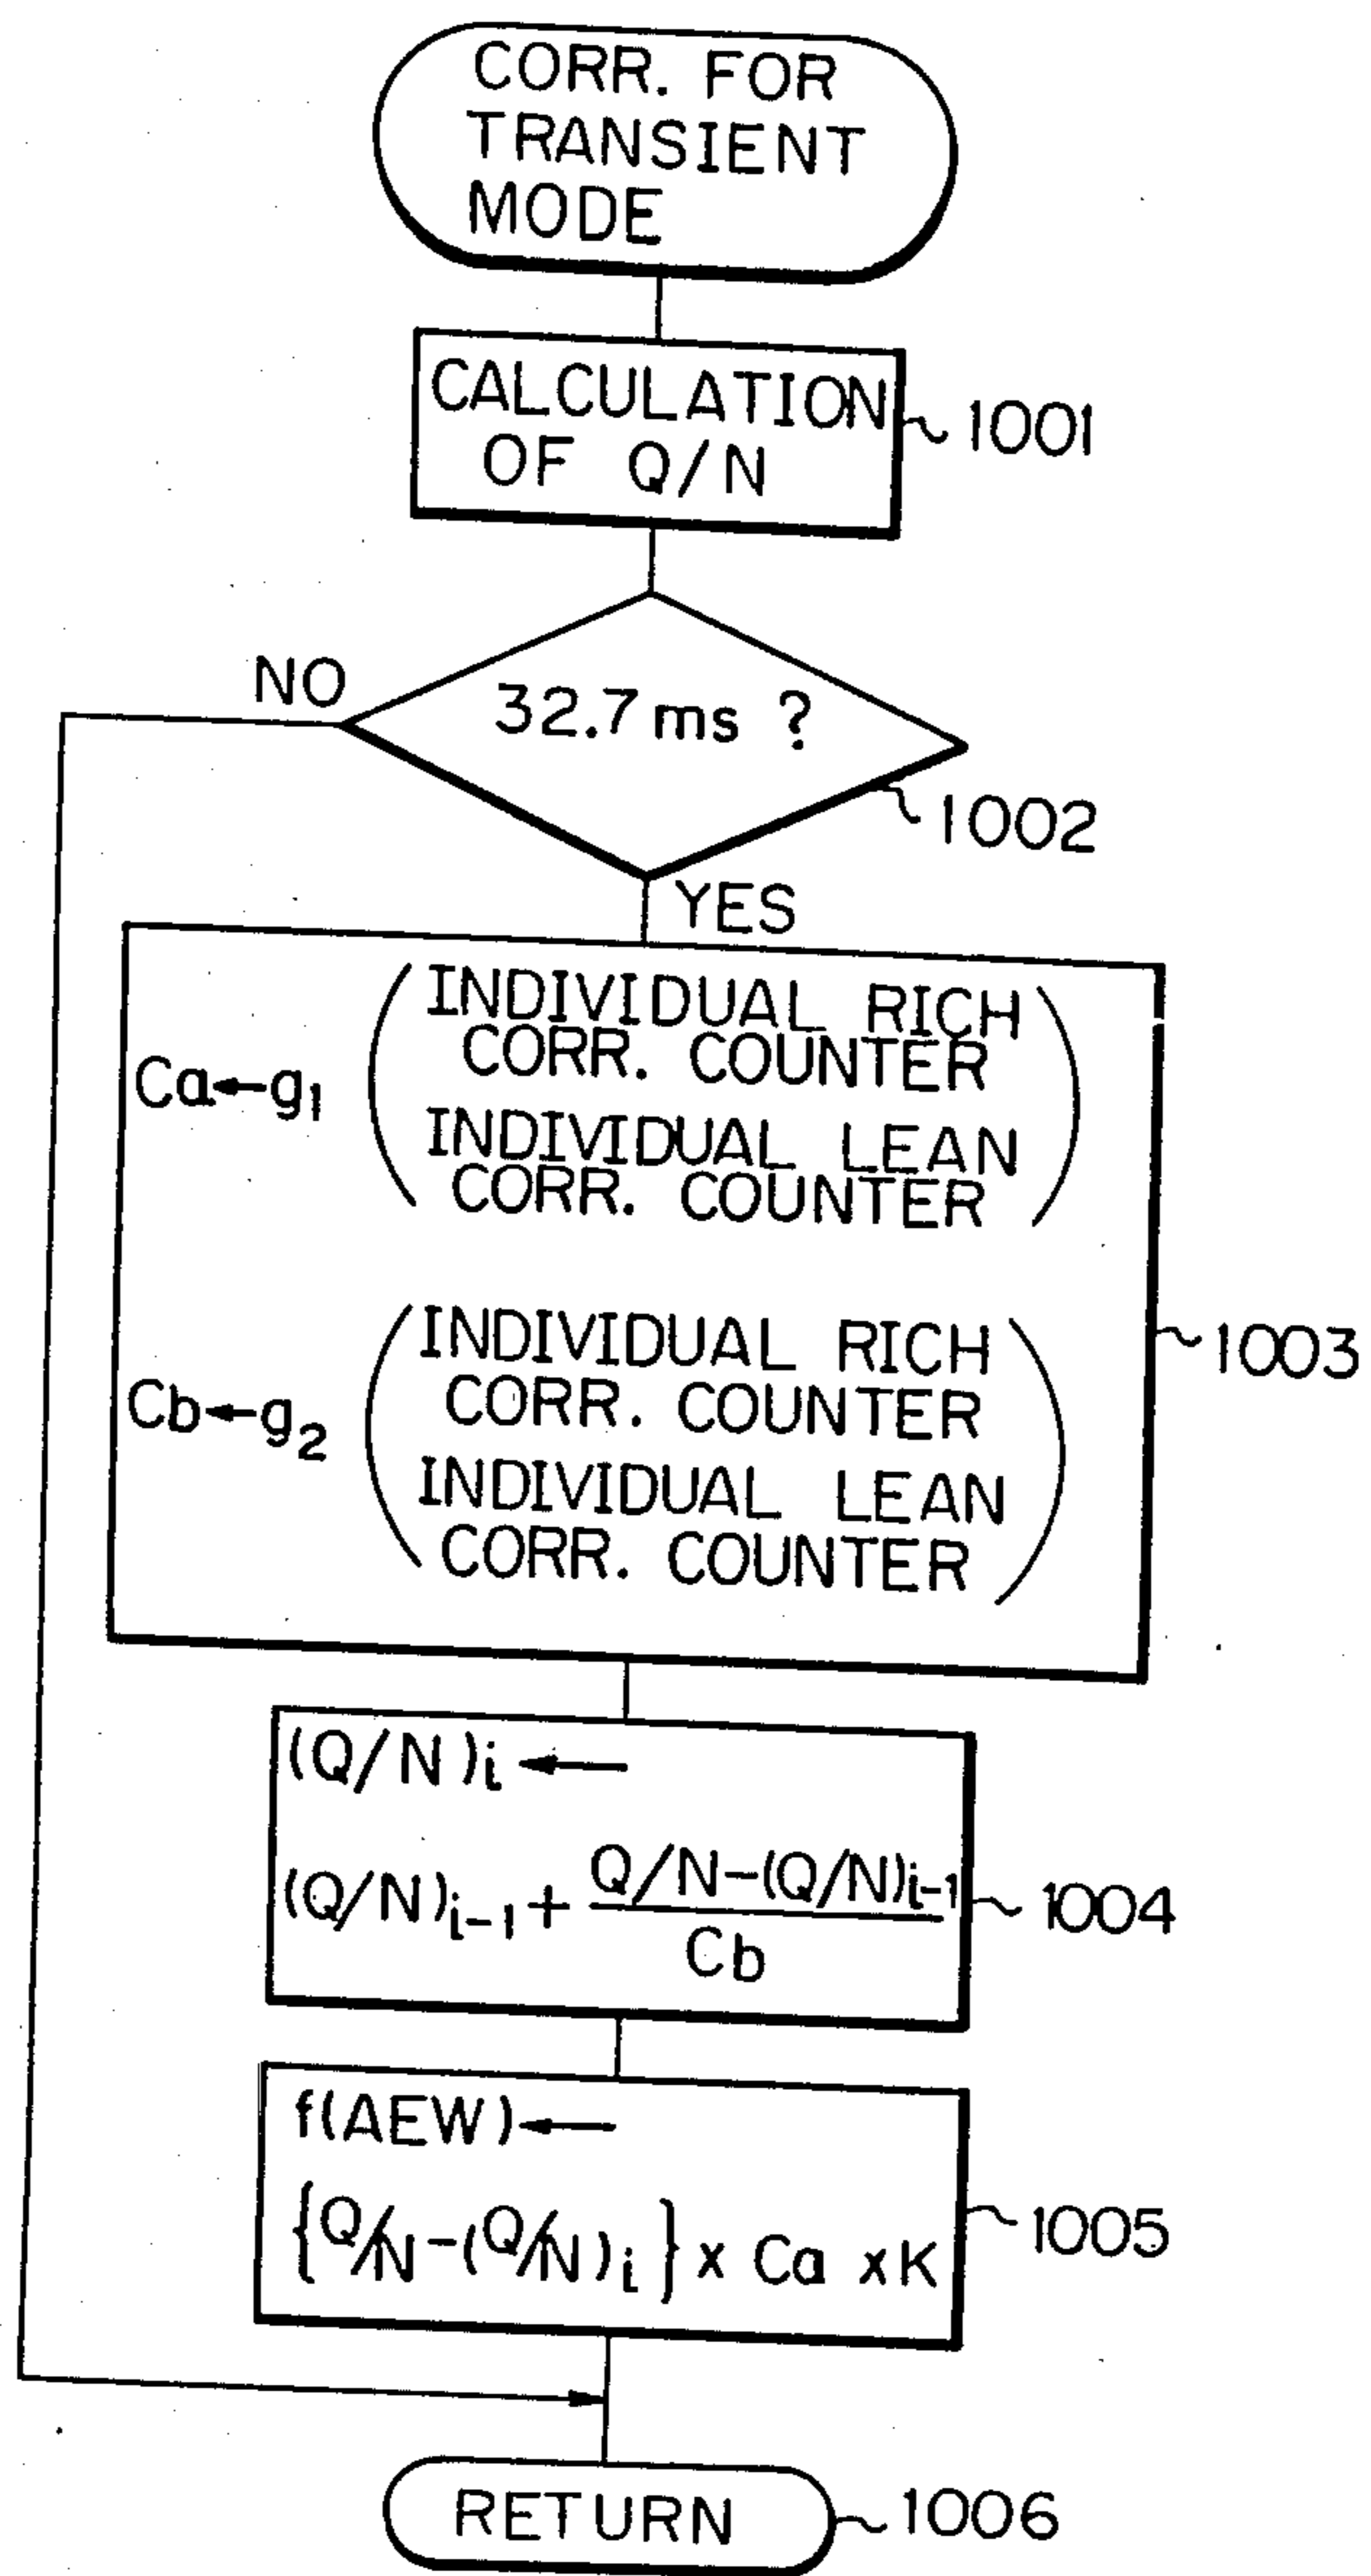 CORR. FOR
TRANSIENT
MODE
CALCULATION
OF Q/N
1001
NO
32.7 ms ?
1002
YES
Ca←g1 (INDIVIDUAL RICH
CORR. COUNTER
INDIVIDUAL LEAN
CORR. COUNTER)
1003
Cb←g2 (INDIVIDUAL RICH
CORR. COUNTER
INDIVIDUAL LEAN
CORR. COUNTER)
(Q/N)i ←
(Q/N)i-1 + Q/N-(Q/N)i-1
Cb
1004
f(AEW)←
{Q/N-(Q/N)i} x Ca xK
1005
RETURN
1006